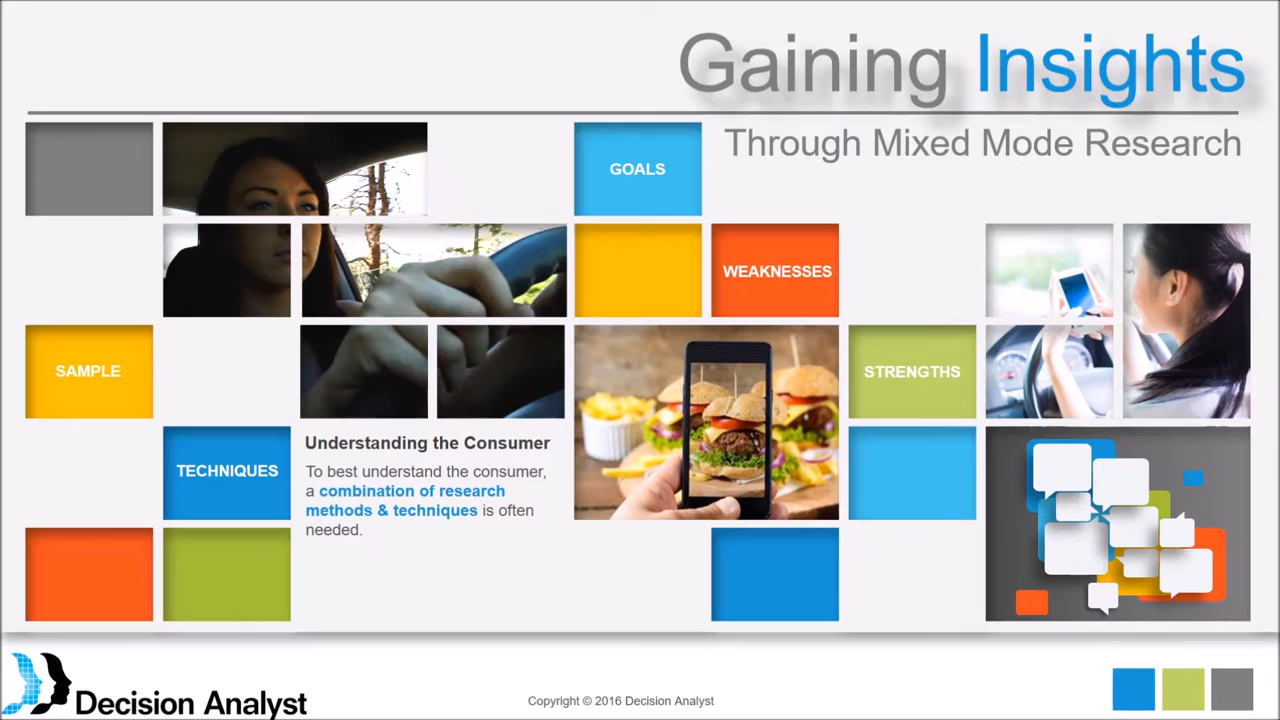 Gaining Insights
Through Mixed Mode Research
GOALS
WEAKNESSES
SAMPLE
STRENGTHS
TECHNIQUES
Understanding the Consumer
To best understand the consumer,
a combination of research
methods & techniques is often
needed.
Decision Analyst
Copyright © 2016 Decision Analyst